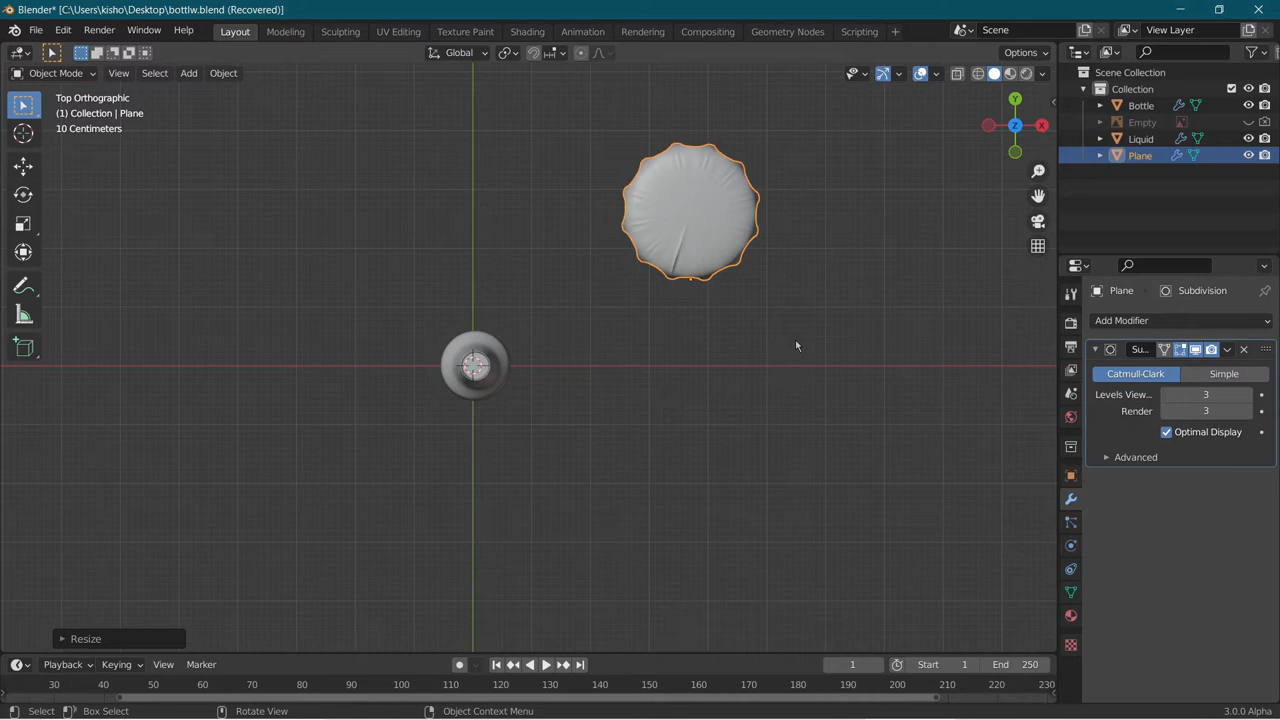 Blender* [C:\Users\kisho\Desktop\bottlw.blend (Recovered)]
File Edit Render Window Help Layout Modeling Sculpting UV Editing Texture Paint Shading Animation Rendering Compositing Geometry Nodes Scripting + Scene View Layer
Global Options
Object Mode View Select Add Object
Top Orthographic
(1) Collection | Plane
10 Centimeters
Y
Z X
Scene Collection
Collection
Bottle
Empty
Liquid
Plane
Plane Subdivision
Add Modifier
Su...
Catmull-Clark Simple
Levels View... 3
Render 3
Optimal Display
Advanced
Resize
Playback Keying View Marker 1 Start 1 End 250
30 40 50 60 70 80 90 100 110 120 130 140 150 160 170 180 190 200 210 220 230
Select Box Select Rotate View Object Context Menu 3.0.0 Alpha